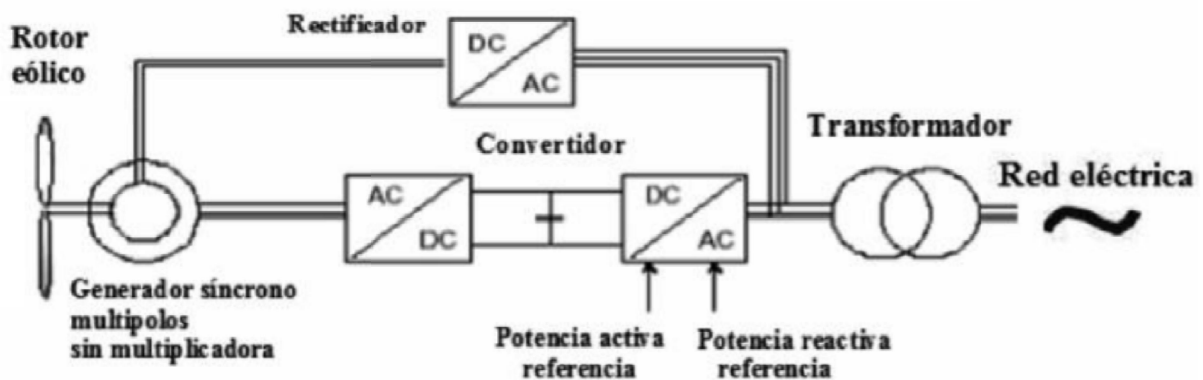 Rotor
eólico
Rectificador
DC
AC
Convertidor
Transformador
Red eléctrica
AC
DC
DC
AC
Generador síncrono
multipolos
sin multiplicadora
Potencia activa
referencia
Potencia reactiva
referencia